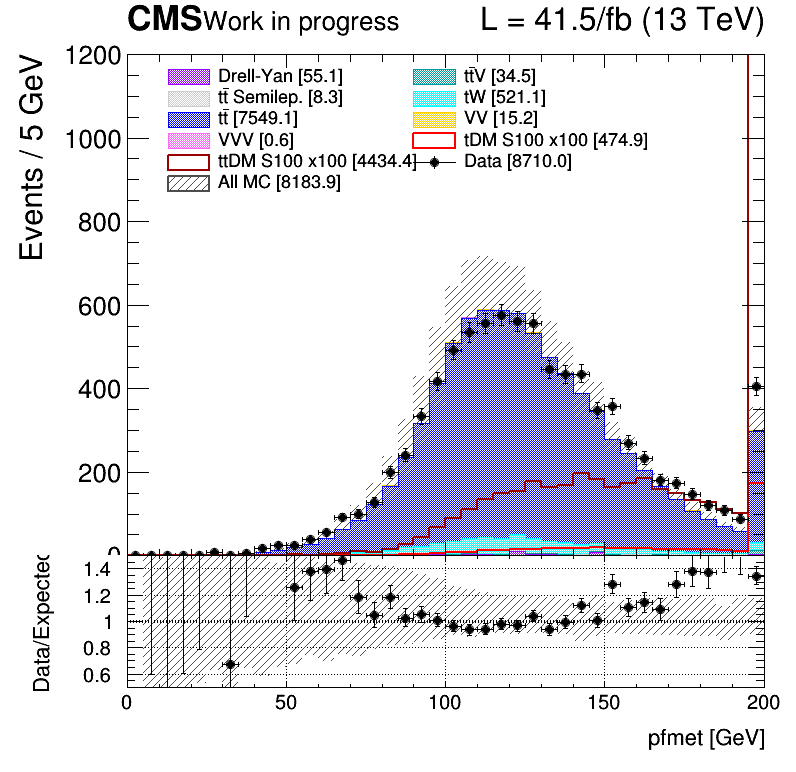 CMS Work in progress L = 41.5/fb (13 TeV)
Events / 5 GeV
1200
1000
800
600
400
200
0
Drell-Yan [55.1] tt̄V [34.5]
tt̄ Semilep. [8.3] tW [521.1]
tt̄ [7549.1] VV [15.2]
VVV [0.6] tDM S100 x100 [474.9]
ttDM S100 x100 [4434.4] Data [8710.0]
All MC [8183.9]
Data/Expected
1.4
1.2
1
0.8
0.6
0 50 100 150 200
pfmet [GeV]